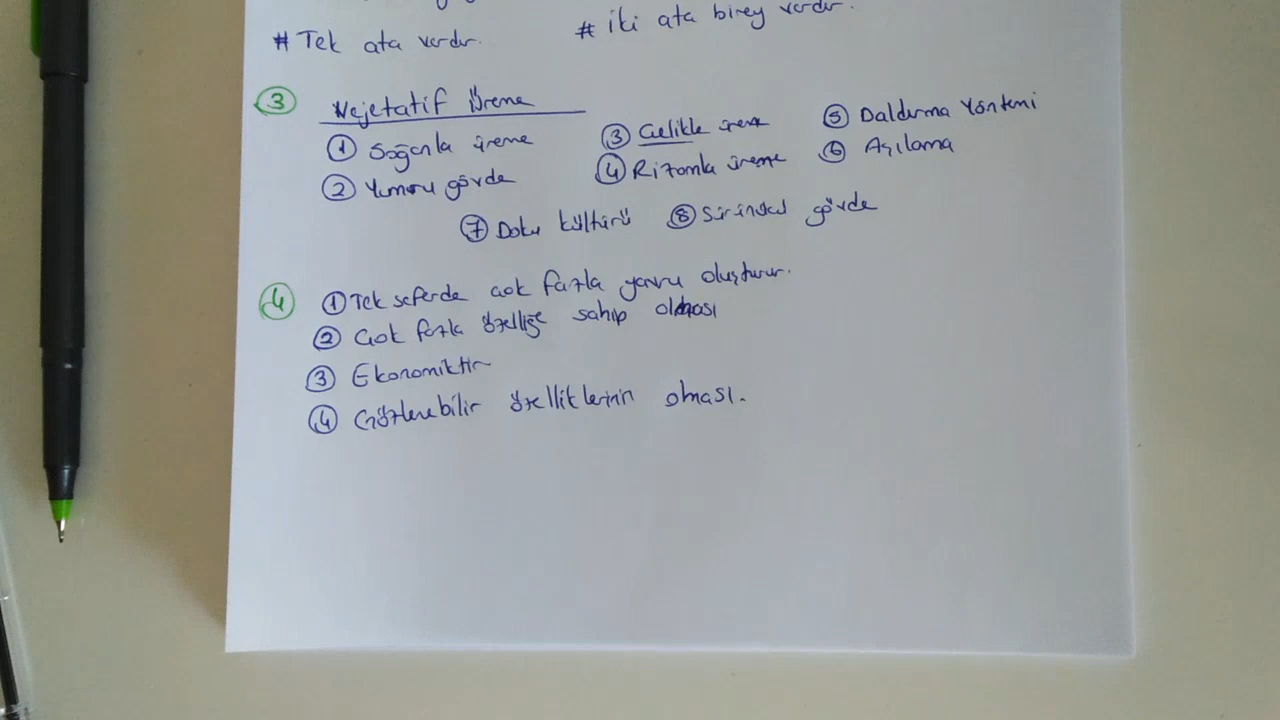 # Tek ata vardır.
# iki ata birey vardır.
③ Vejetatif Üreme
① Soğanla üreme
② Yumru gövde
③ Çelikle üreme
④ Rizomla üreme
⑤ Daldırma Yöntemi
⑥ Aşılama
⑦ Doku kültürü
⑧ Sürünücü gövde
④ ① Tek seferde çok fazla yavru oluşturur.
② Çok fazla özelliğe sahip olması
③ Ekonomiktir
④ Gözlenebilir özelliklerinin olması.